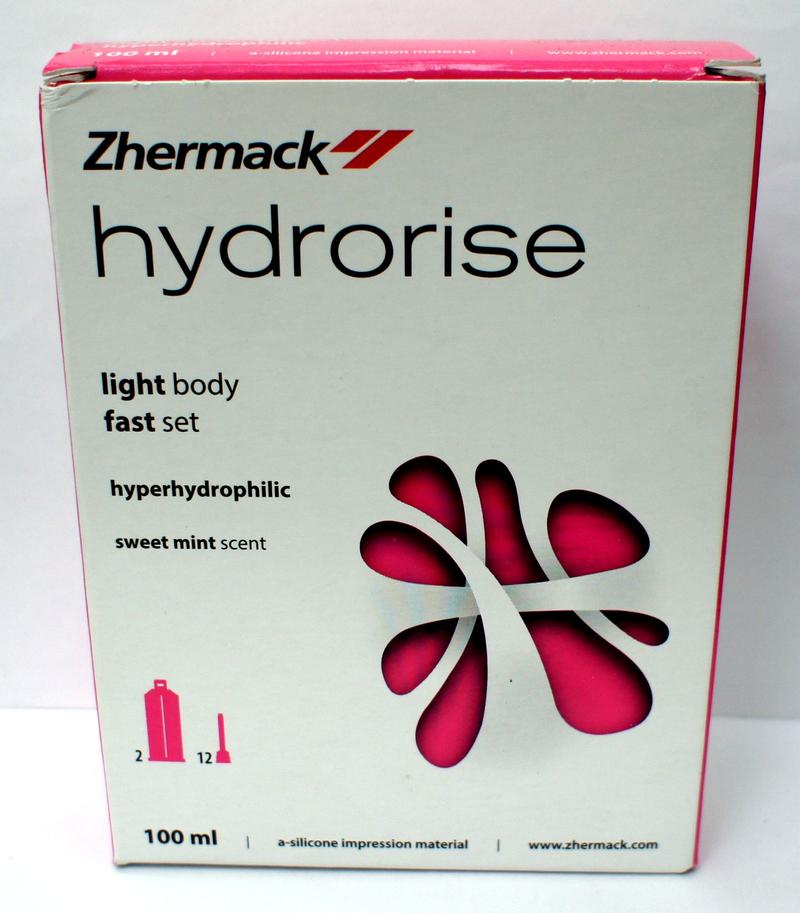 hyperhydrophilic
100 ml | a-silicone impression material | www.zhermack.com
Zhermack
hydrorise
light body
fast set
hyperhydrophilic
sweet mint scent
2 12
100 ml | a-silicone impression material | www.zhermack.com